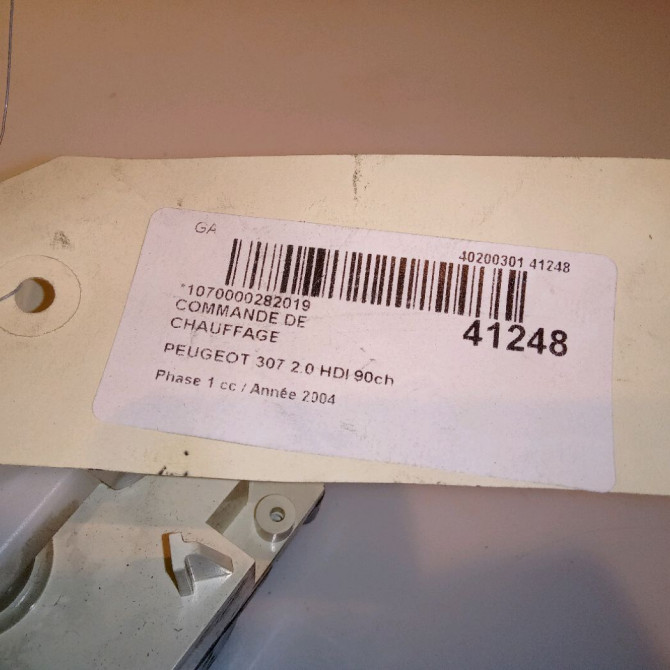 GA
40200301 41248
*1070000282019
COMMANDE DE
CHAUFFAGE
41248
PEUGEOT 307 2.0 HDI 90ch
Phase 1 cc / Année 2004